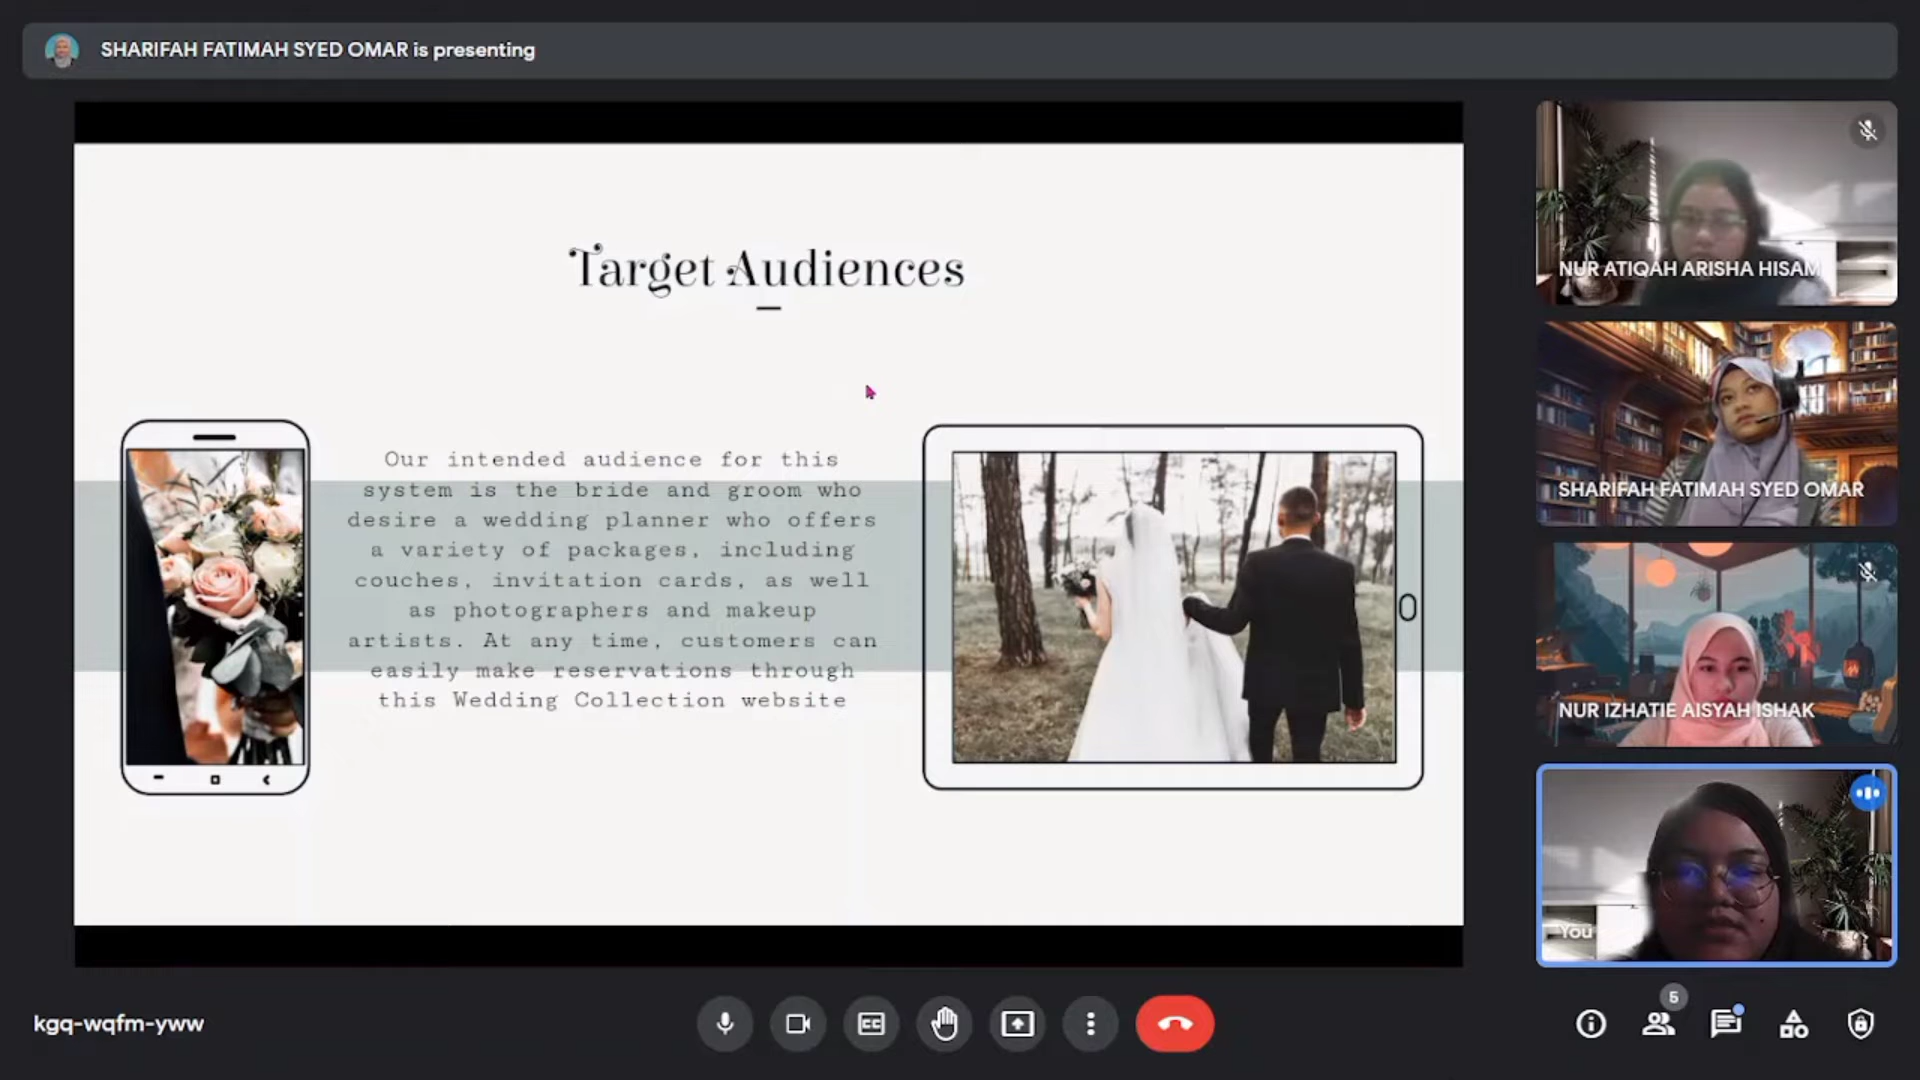 SHARIFAH FATIMAH SYED OMAR is presenting
Target Audiences
Our intended audience for this
system is the bride and groom who
desire a wedding planner who offers
a variety of packages, including
couches, invitation cards, as well
as photographers and makeup
artists. At any time, customers can
easily make reservations through
this Wedding Collection website
NUR ATIQAH ARISHA HISAM
SHARIFAH FATIMAH SYED OMAR
NUR IZHATIE AISYAH ISHAK
You
kgq-wqfm-yww
CC
5